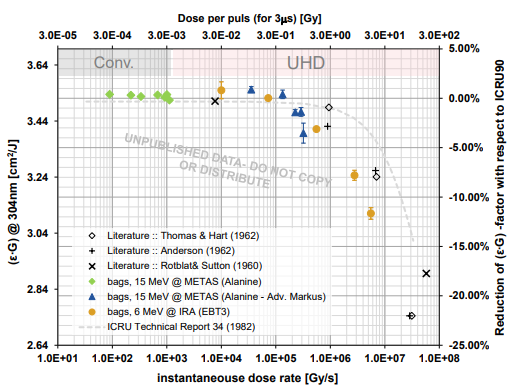 Dose per puls (for 3µs) [Gy]
3.0E-05 3.0E-04 3.0E-03 3.0E-02 3.0E-01 3.0E+00 3.0E+01 3.0E+02
Conv. UHD
3.64
3.44
3.24
3.04
2.84
2.64
(ε·G) @ 304nm [cm²/J]
5.00%
0.00%
-5.00%
-10.00%
-15.00%
-20.00%
-25.00%
Reduction of (ε·G) -factor with respect to ICRU90
UNPUBLISHED DATA- DO NOT COPY
OR DISTRIBUTE
Literature :: Thomas & Hart (1962)
Literature :: Anderson (1962)
Literature :: Rotblat& Sutton (1960)
bags, 15 MeV @ METAS (Alanine)
bags, 15 MeV @ METAS (Alanine - Adv. Markus)
bags, 6 MeV @ IRA (EBT3)
ICRU Technical Report 34 (1982)
1.0E+01 1.0E+02 1.0E+03 1.0E+04 1.0E+05 1.0E+06 1.0E+07 1.0E+08
instantaneous dose rate [Gy/s]